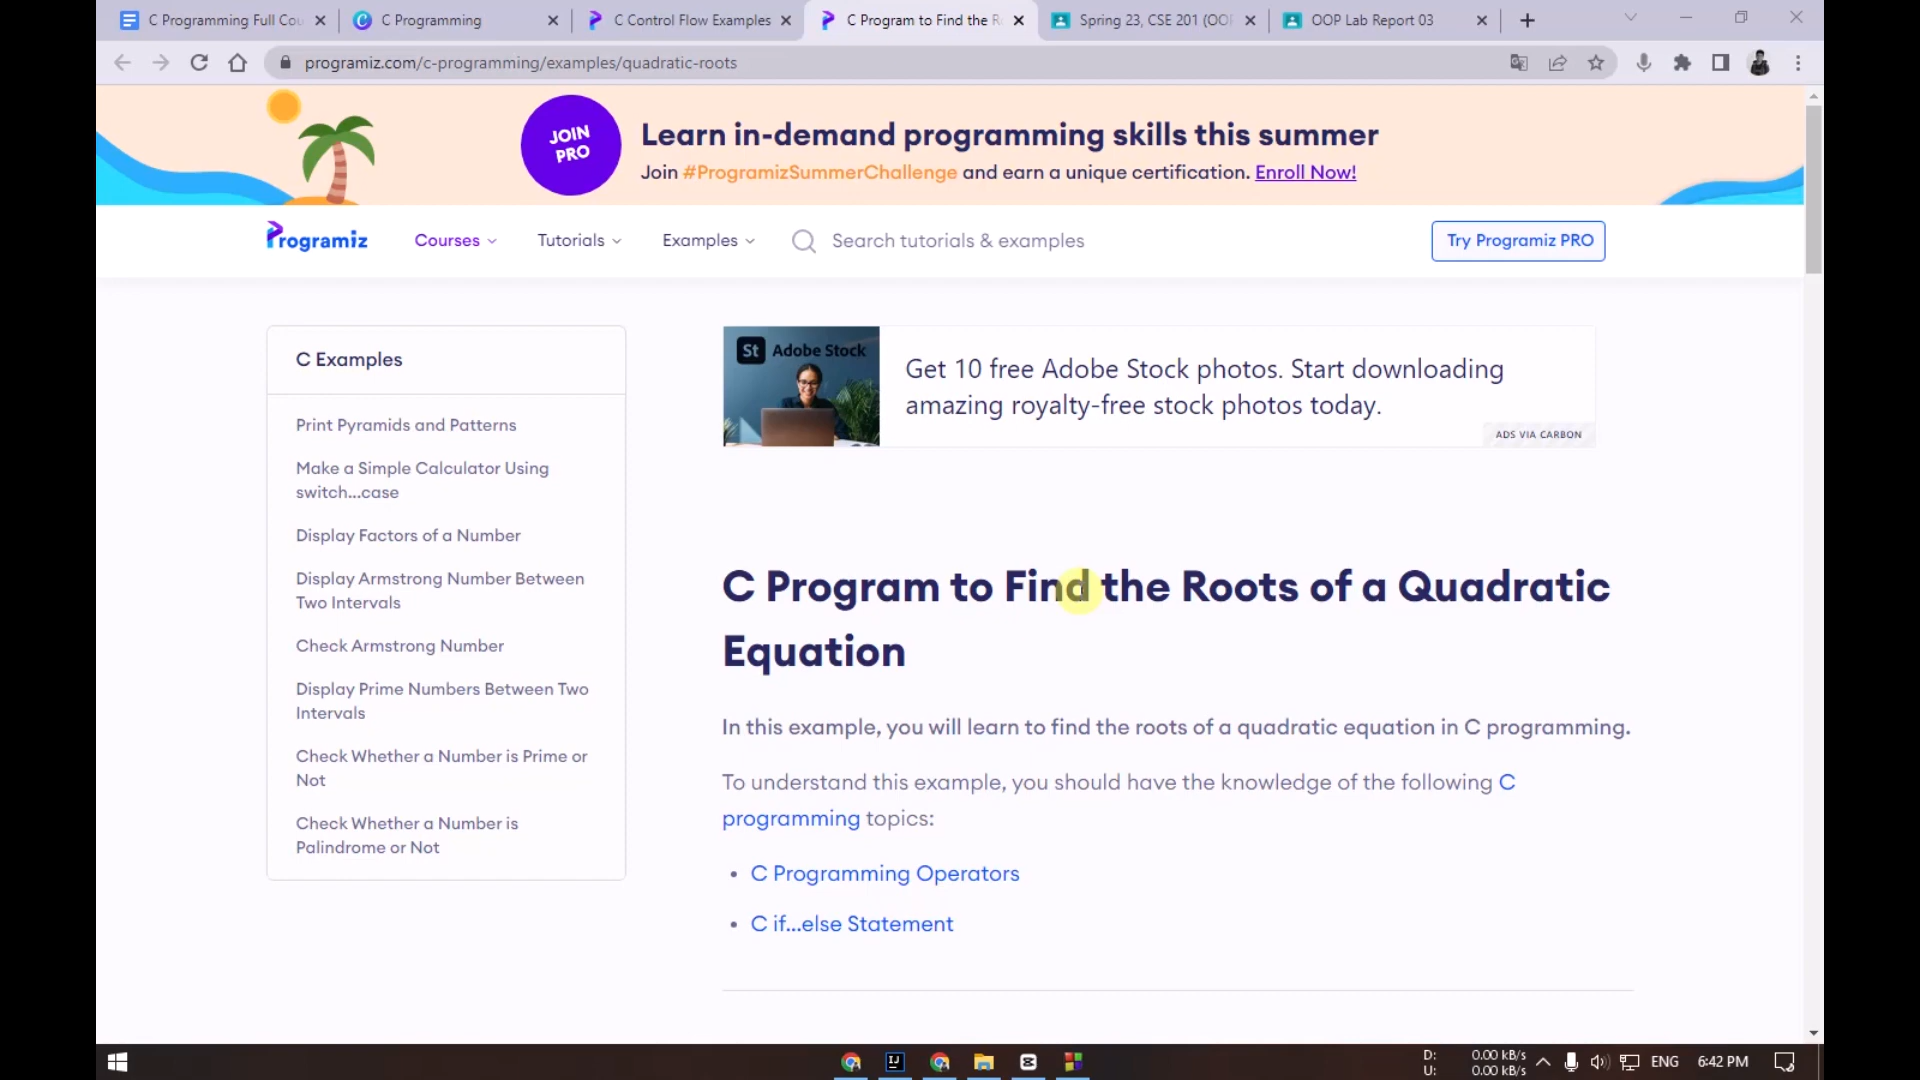 C Programming Full Cou
C Programming
C Control Flow Examples
C Program to Find the R
Spring 23, CSE 201 (OOP
OOP Lab Report 03
programiz.com/c-programming/examples/quadratic-roots
JOIN
PRO
Learn in-demand programming skills this summer
Join #ProgramizSummerChallenge and earn a unique certification. Enroll Now!
Programiz
Courses
Tutorials
Examples
Search tutorials & examples
Try Programiz PRO
C Examples
Print Pyramids and Patterns
Make a Simple Calculator Using
switch...case
Display Factors of a Number
Display Armstrong Number Between
Two Intervals
Check Armstrong Number
Display Prime Numbers Between Two
Intervals
Check Whether a Number is Prime or
Not
Check Whether a Number is
Palindrome or Not
St Adobe Stock
Get 10 free Adobe Stock photos. Start downloading
amazing royalty-free stock photos today.
ADS VIA CARBON
C Program to Find the Roots of a Quadratic
Equation
In this example, you will learn to find the roots of a quadratic equation in C programming.
To understand this example, you should have the knowledge of the following C
programming topics:
• C Programming Operators
• C if...else Statement
D: 0.00 kB/s
U: 0.00 kB/s
ENG
6:42 PM